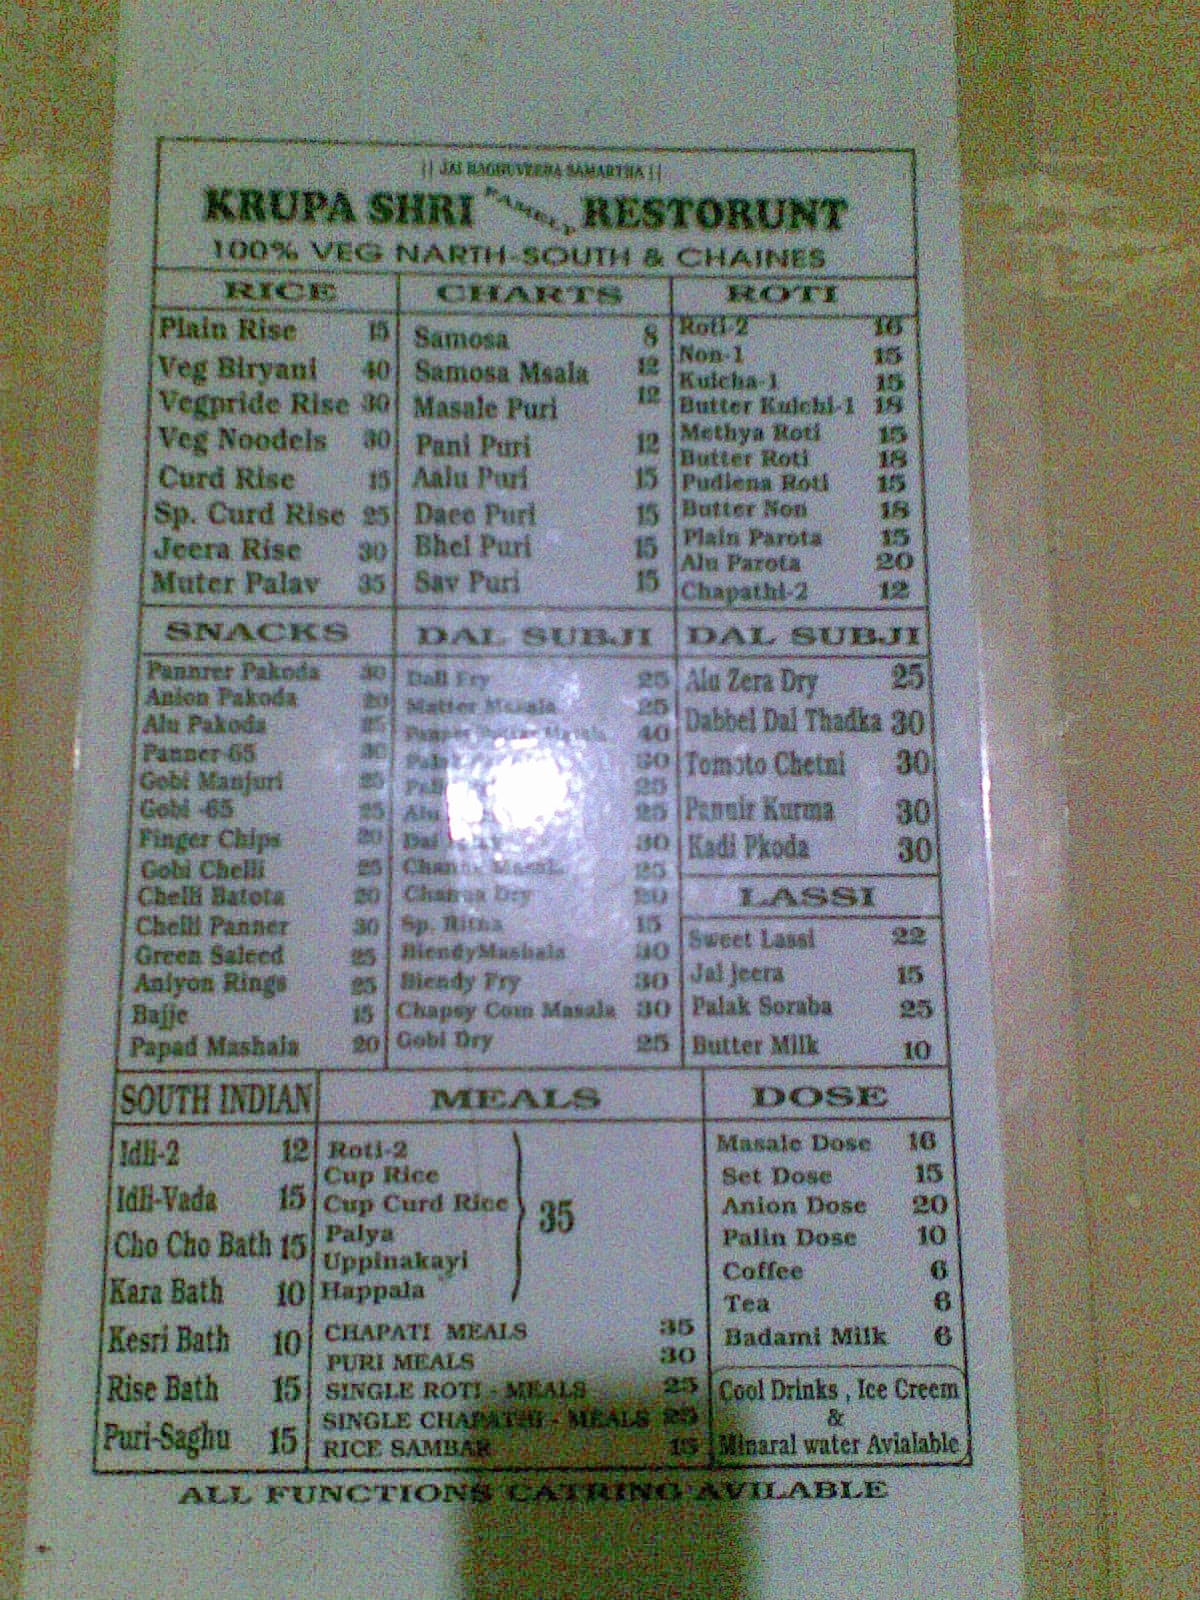 || JAI RAGHUVEERA SAMARTHA ||
KRUPA SHRI FAMELY RESTORUNT
100% VEG NARTH-SOUTH & CHAINES
RICE
Plain Rise 15
Veg Biryani 40
Vegpride Rise 30
Veg Noodels 30
Curd Rise 15
Sp. Curd Rise 25
Jeera Rise 30
Muter Palav 35
CHARTS
Samosa 8
Samosa Msala 12
Masale Puri 12
Pani Puri 12
Aalu Puri 15
Daee Puri 15
Bhel Puri 15
Sav Puri 15
ROTI
Roti-2 16
Non-1 15
Kulcha-1 15
Butter Kulchi-1 18
Methya Roti 15
Butter Roti 18
Pudiena Roti 15
Butter Non 18
Plain Parota 15
Alu Parota 20
Chapathi-2 12
SNACKS
Pannrer Pakoda 30
Anion Pakoda 20
Alu Pakoda 25
Panner-65 30
Gobi Manjuri 25
Gobi -65 25
Finger Chips 20
Gobi Chelli 25
Chelli Batota 20
Chelli Panner 30
Green Saleed 25
Aniyon Rings 25
Bajje 15
Papad Mashala 20
DAL SUBJI
Dall Fry 25
Matter Masala 25
Panner Masala 40
30
25
Alu 25
Dal 30
Channa Masala 25
Channa Dry 20
Sp. Ritha 15
BiendyMashala 30
Biendy Fry 30
Chapsy Com Masala 30
Gobi Dry 25
DAL SUBJI
Alu Zera Dry 25
Dabbel Dal Thadka 30
Tomoto Chetni 30
Panuir Kurma 30
Kadi Pkoda 30
LASSI
Sweet Lassi 22
Jal jeera 15
Palak Soraba 25
Butter Milk 10
SOUTH INDIAN
Idli-2 12
Idli-Vada 15
Cho Cho Bath 15
Kara Bath 10
Kesri Bath 10
Rise Bath 15
Puri-Saghu 15
MEALS
Roti-2
Cup Rice
Cup Curd Rice 35
Palya
Uppinakayi
Happala
CHAPATI MEALS 35
PURI MEALS 30
SINGLE ROTI - MEALS 25
SINGLE CHAPATHI - MEALS 25
RICE SAMBAR 15
DOSE
Masale Dose 16
Set Dose 15
Anion Dose 20
Palin Dose 10
Coffee 6
Tea 6
Badami Milk 6
Cool Drinks , Ice Creem
&
Minaral water Avialable
ALL FUNCTIONS CATRING AVILABLE